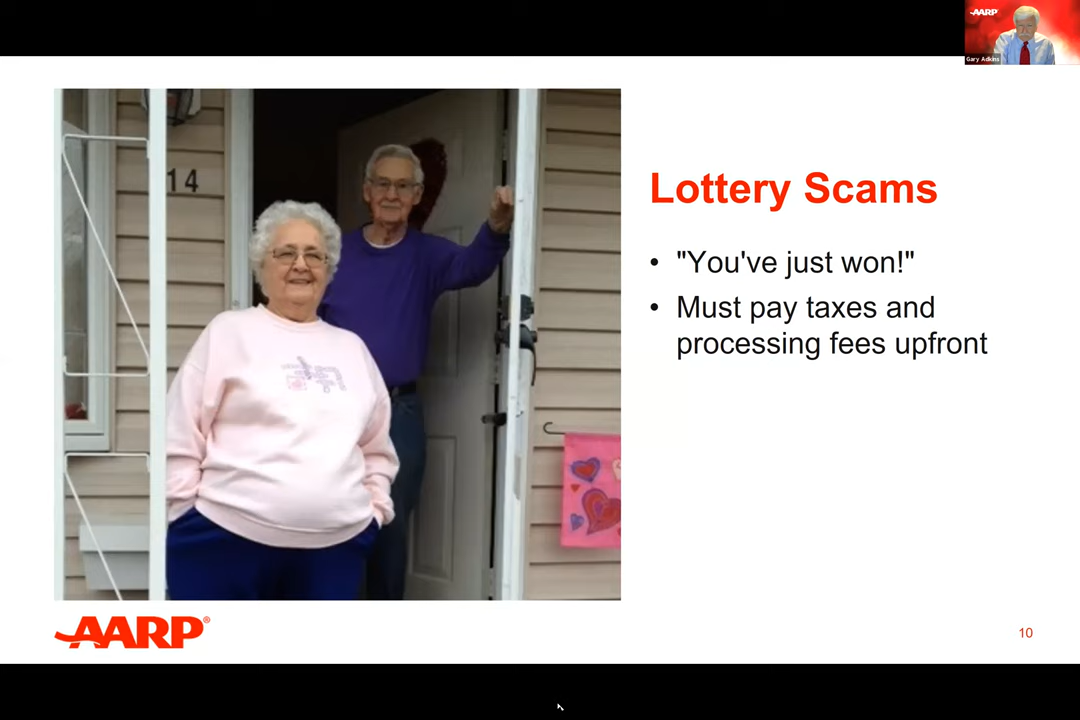 AARP
Gary Adkins
14
Lottery Scams
• "You've just won!"
• Must pay taxes and
processing fees upfront
AARP®
10